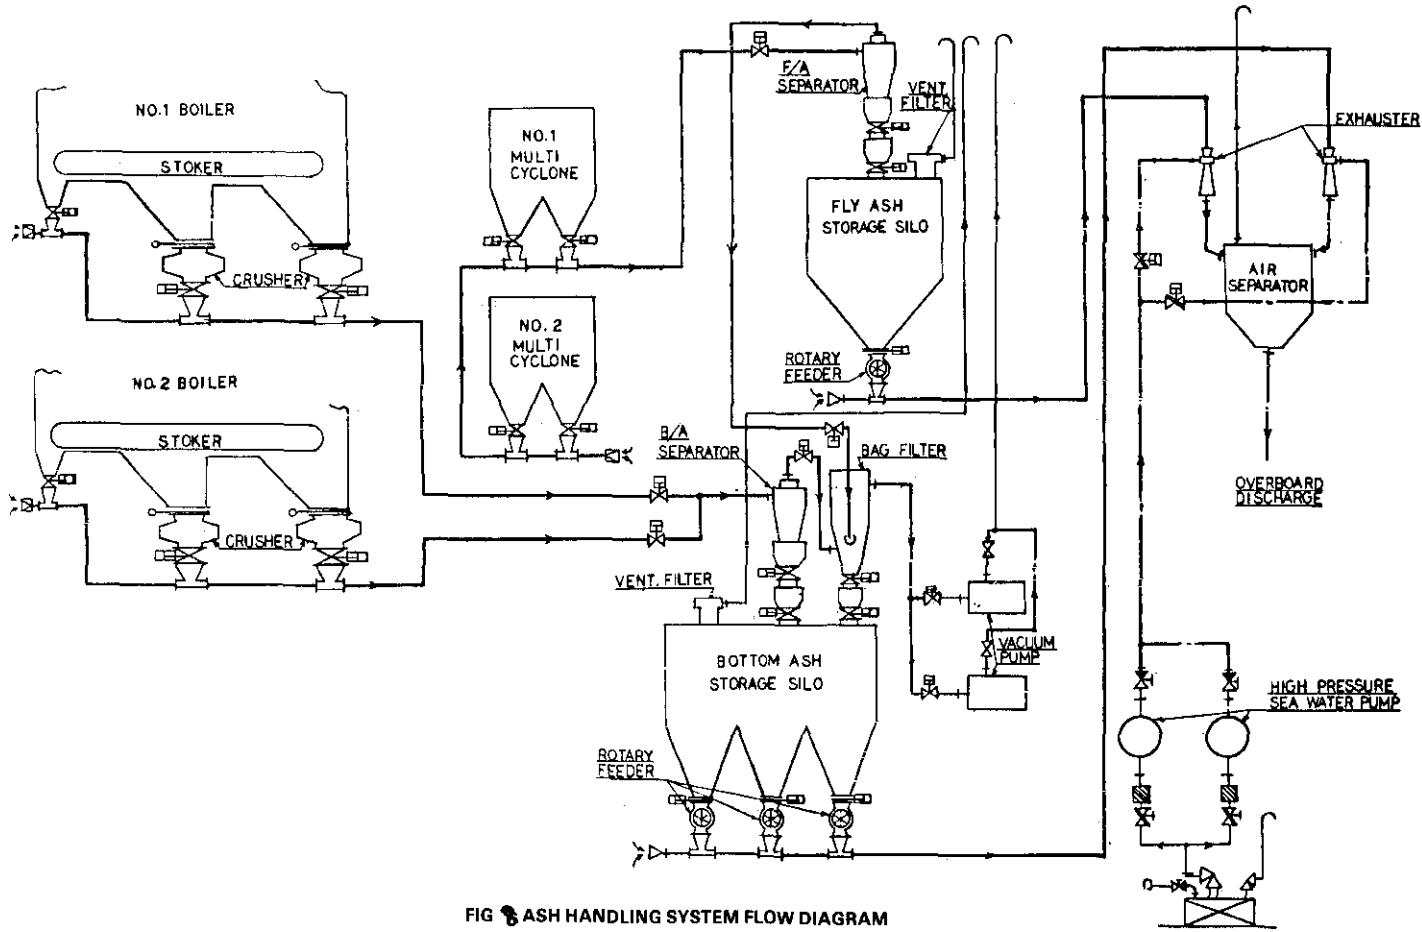 NO.1 BOILER
STOKER
CRUSHER
NO.2 BOILER
STOKER
CRUSHER
NO.1
MULTI
CYCLONE
NO. 2
MULTI
CYCLONE
F/A
SEPARATOR
VENT.
FILTER
FLY ASH
STORAGE SILO
ROTARY
FEEDER
B/A
SEPARATOR
BAG FILTER
VENT. FILTER
BOTTOM ASH
STORAGE SILO
VACUUM
PUMP
ROTARY
FEEDER
EXHAUSTER
AIR
SEPARATOR
OVERBOARD
DISCHARGE
HIGH PRESSURE
SEA WATER PUMP
FIG ASH HANDLING SYSTEM FLOW DIAGRAM